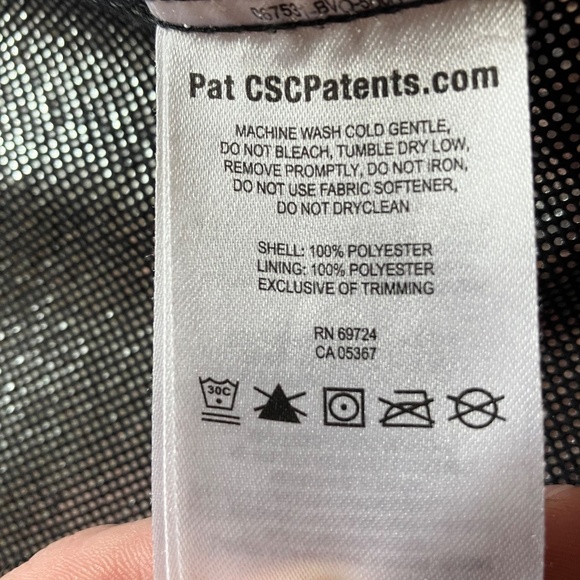 Pat CSCPatents.com
MACHINE WASH COLD GENTLE,
DO NOT BLEACH, TUMBLE DRY LOW,
REMOVE PROMPTLY, DO NOT IRON,
DO NOT USE FABRIC SOFTENER,
DO NOT DRYCLEAN
SHELL: 100% POLYESTER
LINING: 100% POLYESTER
EXCLUSIVE OF TRIMMING
RN 69724
CA 05367
30C